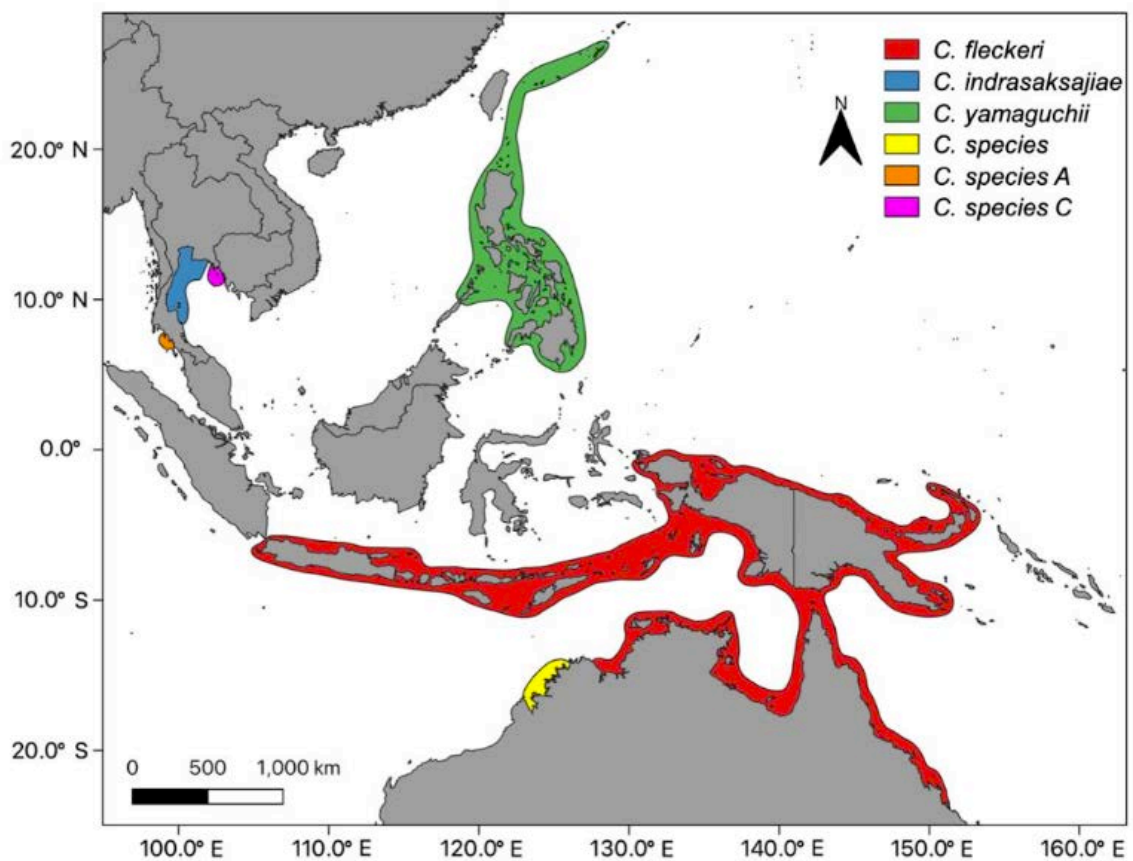 C. fleckeri
C. indrasaksajiae
C. yamaguchii
C. species
C. species A
C. species C
N
20.0° N
10.0° N
0.0°
10.0° S
20.0° S
0 500 1,000 km
100.0° E 110.0° E 120.0° E 130.0° E 140.0° E 150.0° E 160.0° E